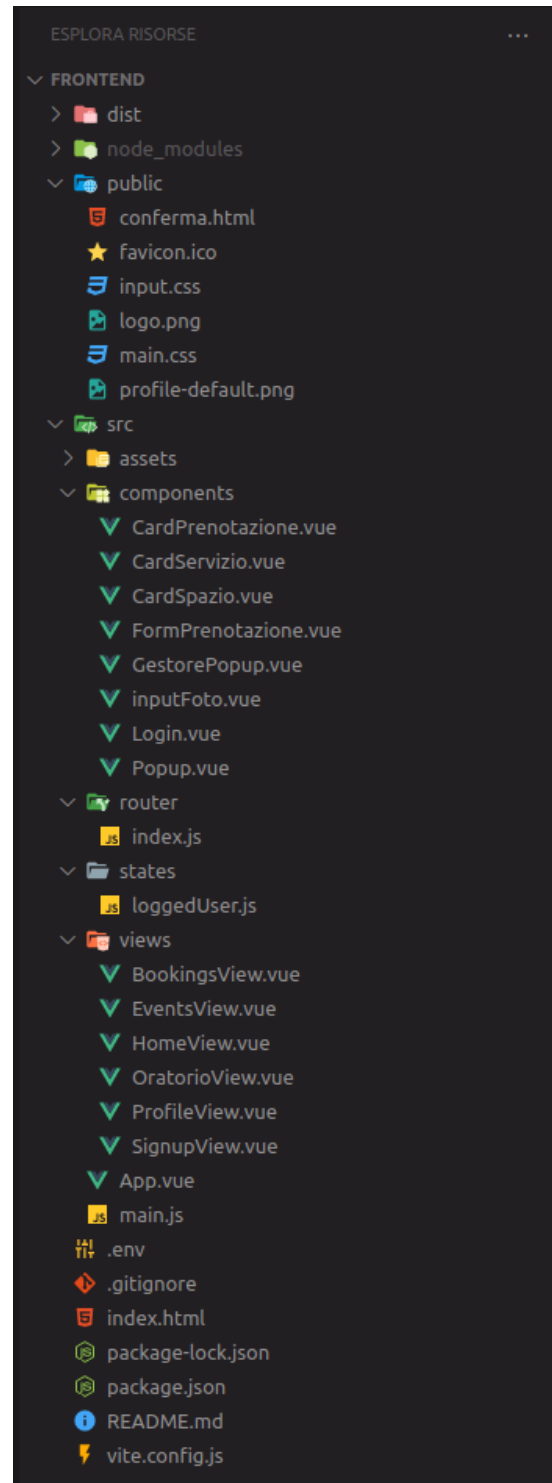 ESPLORA RISORSE
FRONTEND
dist
node_modules
public
conferma.html
favicon.ico
input.css
logo.png
main.css
profile-default.png
src
assets
components
CardPrenotazione.vue
CardServizio.vue
CardSpazio.vue
FormPrenotazione.vue
GestorePopup.vue
inputFoto.vue
Login.vue
Popup.vue
router
JS index.js
states
JS loggedUser.js
views
BookingsView.vue
EventsView.vue
HomeView.vue
OratorioView.vue
ProfileView.vue
SignupView.vue
App.vue
JS main.js
.env
.gitignore
index.html
package-lock.json
package.json
README.md
vite.config.js